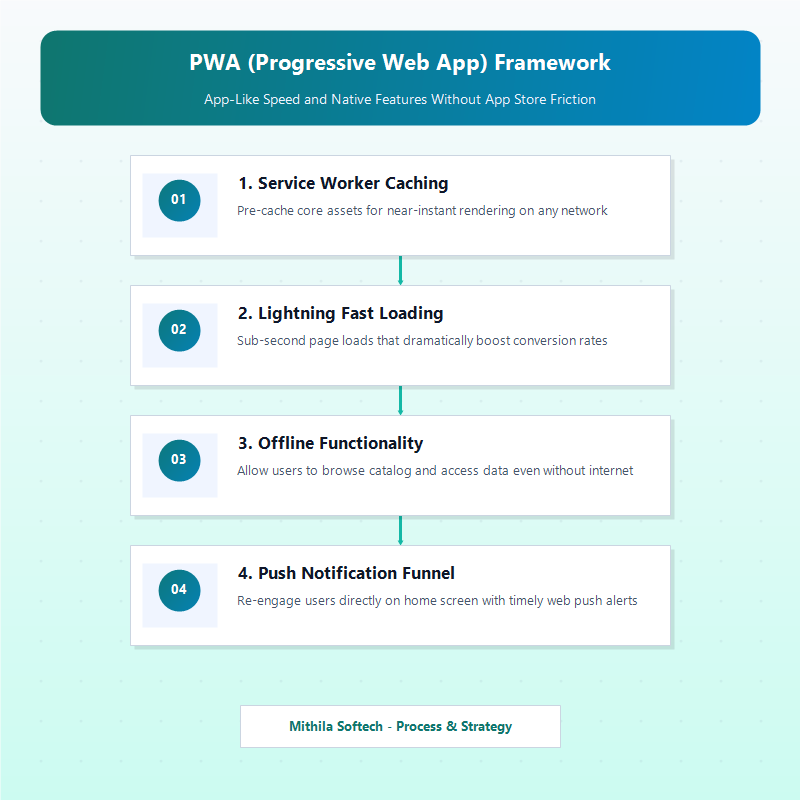 PWA (Progressive Web App) Framework
App-Like Speed and Native Features Without App Store Friction
01
1. Service Worker Caching
Pre-cache core assets for near-instant rendering on any network
02
2. Lightning Fast Loading
Sub-second page loads that dramatically boost conversion rates
03
3. Offline Functionality
Allow users to browse catalog and access data even without internet
04
4. Push Notification Funnel
Re-engage users directly on home screen with timely web push alerts
Mithila Softech - Process & Strategy